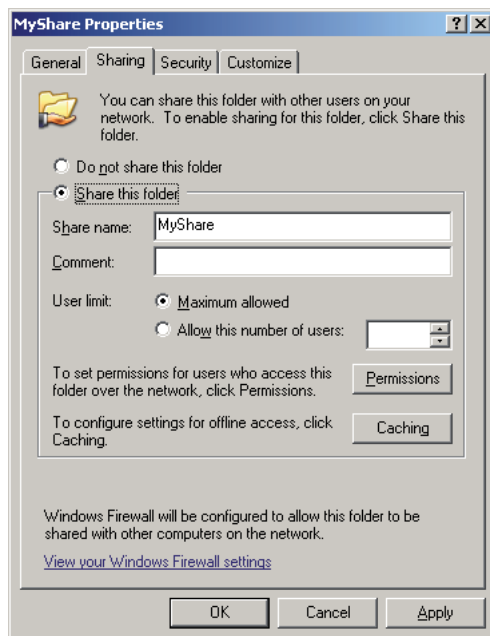 MyShare Properties
General Sharing Security Customize
You can share this folder with other users on your
network. To enable sharing for this folder, click Share this
folder.
Do not share this folder
Share this folder
Share name: MyShare
Comment:
User limit: Maximum allowed
Allow this number of users:
To set permissions for users who access this
folder over the network, click Permissions.
Permissions
To configure settings for offline access, click
Caching.
Caching
Windows Firewall will be configured to allow this folder to be
shared with other computers on the network.
View your Windows Firewall settings
OK Cancel Apply